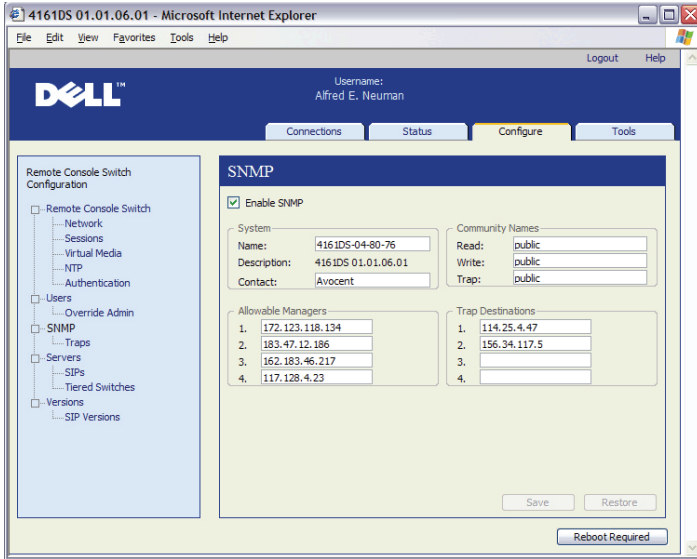 4161DS 01.01.06.01 - Microsoft Internet Explorer
File Edit View Favorites Tools Help
Logout Help
DELL™
Username:
Alfred E. Neuman
Connections Status Configure Tools
Remote Console Switch
Configuration
Remote Console Switch
Network
Sessions
Virtual Media
NTP
Authentication
Users
Override Admin
SNMP
Traps
Servers
SIPs
Tiered Switches
Versions
SIP Versions
SNMP
Enable SNMP
System
Name: 4161DS-04-80-76
Description: 4161DS 01.01.06.01
Contact: Avocent
Community Names
Read: public
Write: public
Trap: public
Allowable Managers
1. 172.123.118.134
2. 183.47.12.186
3. 162.183.46.217
4. 117.128.4.23
Trap Destinations
1. 114.25.4.47
2. 156.34.117.5
3.
4.
Save Restore
Reboot Required